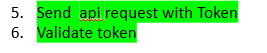 5. Send api request with Token
6. Validate token